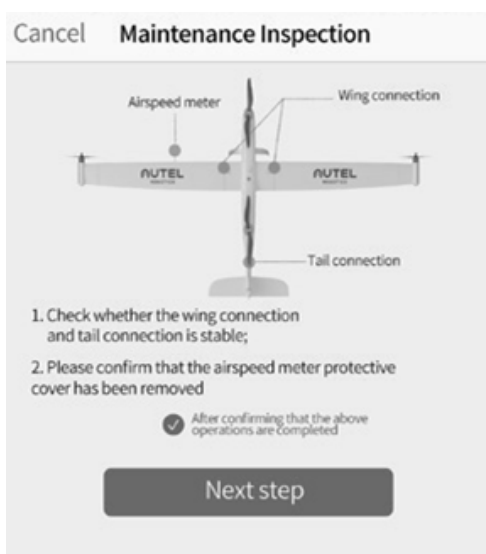 Cancel Maintenance Inspection
Airspeed meter
Wing connection
AUTEL
ROBOTICS
AUTEL
ROBOTICS
Tail connection
1. Check whether the wing connection
and tail connection is stable;
2. Please confirm that the airspeed meter protective
cover has been removed
After confirming that the above
operations are completed
Next step